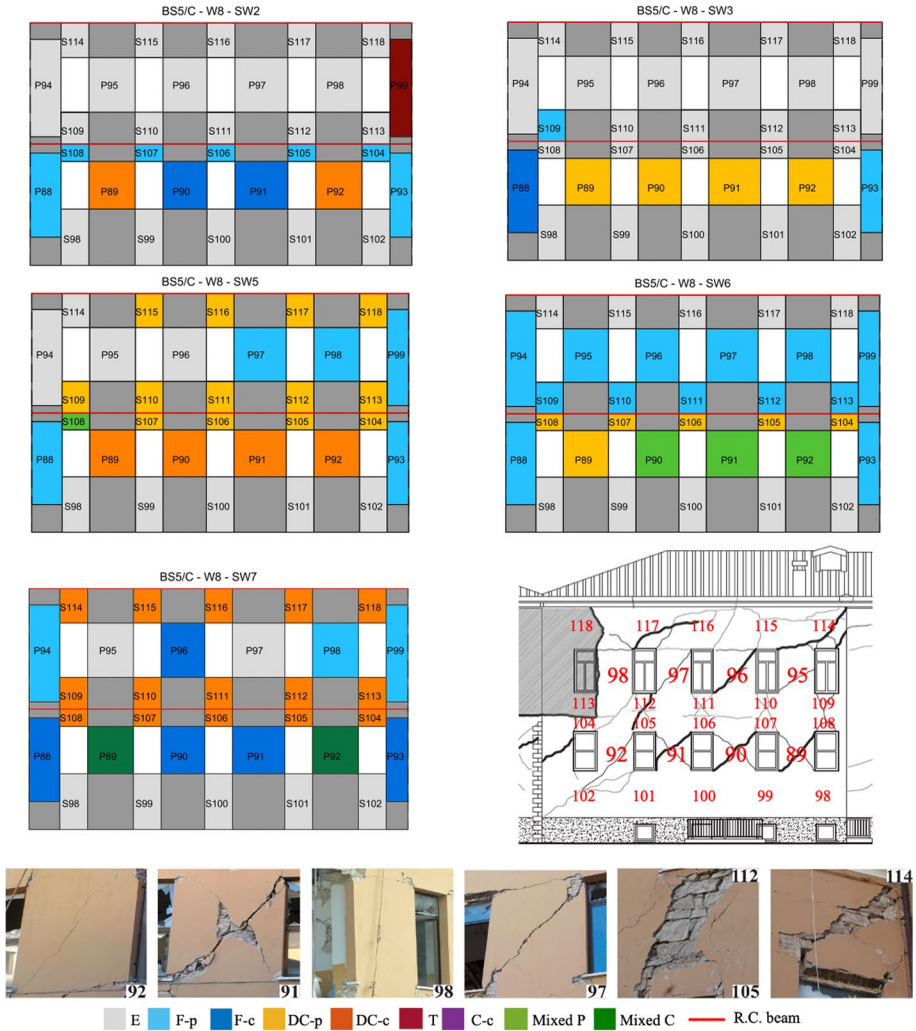 BS5/C - W8 - SW2
S114 S115 S116 S117 S118
P94 P95 P96 P97 P98 P99
S109 S110 S111 S112 S113
S108 S107 S106 S105 S104
P88 P89 P90 P91 P92 P93
S98 S99 S100 S101 S102
BS5/C - W8 - SW3
S114 S115 S116 S117 S118
P94 P95 P96 P97 P98 P99
S109 S110 S111 S112 S113
S108 S107 S106 S105 S104
P88 P89 P90 P91 P92 P93
S98 S99 S100 S101 S102
BS5/C - W8 - SW5
S114 S115 S116 S117 S118
P94 P95 P96 P97 P98 P99
S109 S110 S111 S112 S113
S108 S107 S106 S105 S104
P88 P89 P90 P91 P92 P93
S98 S99 S100 S101 S102
BS5/C - W8 - SW6
S114 S115 S116 S117 S118
P94 P95 P96 P97 P98 P99
S109 S110 S111 S112 S113
S108 S107 S106 S105 S104
P88 P89 P90 P91 P92 P93
S98 S99 S100 S101 S102
BS5/C - W8 - SW7
S114 S115 S116 S117 S118
P94 P95 P96 P97 P98 P99
S109 S110 S111 S112 S113
S108 S107 S106 S105 S104
P88 P89 P90 P91 P92 P93
S98 S99 S100 S101 S102
118 117 116 115 114
98 97 96 95
113 112 111 110 109
104 105 106 107 108
92 91 90 89
102 101 100 99 98
92
91
98
97
112
105
114
E F-p F-c DC-p DC-c T C-c Mixed P Mixed C R.C. beam